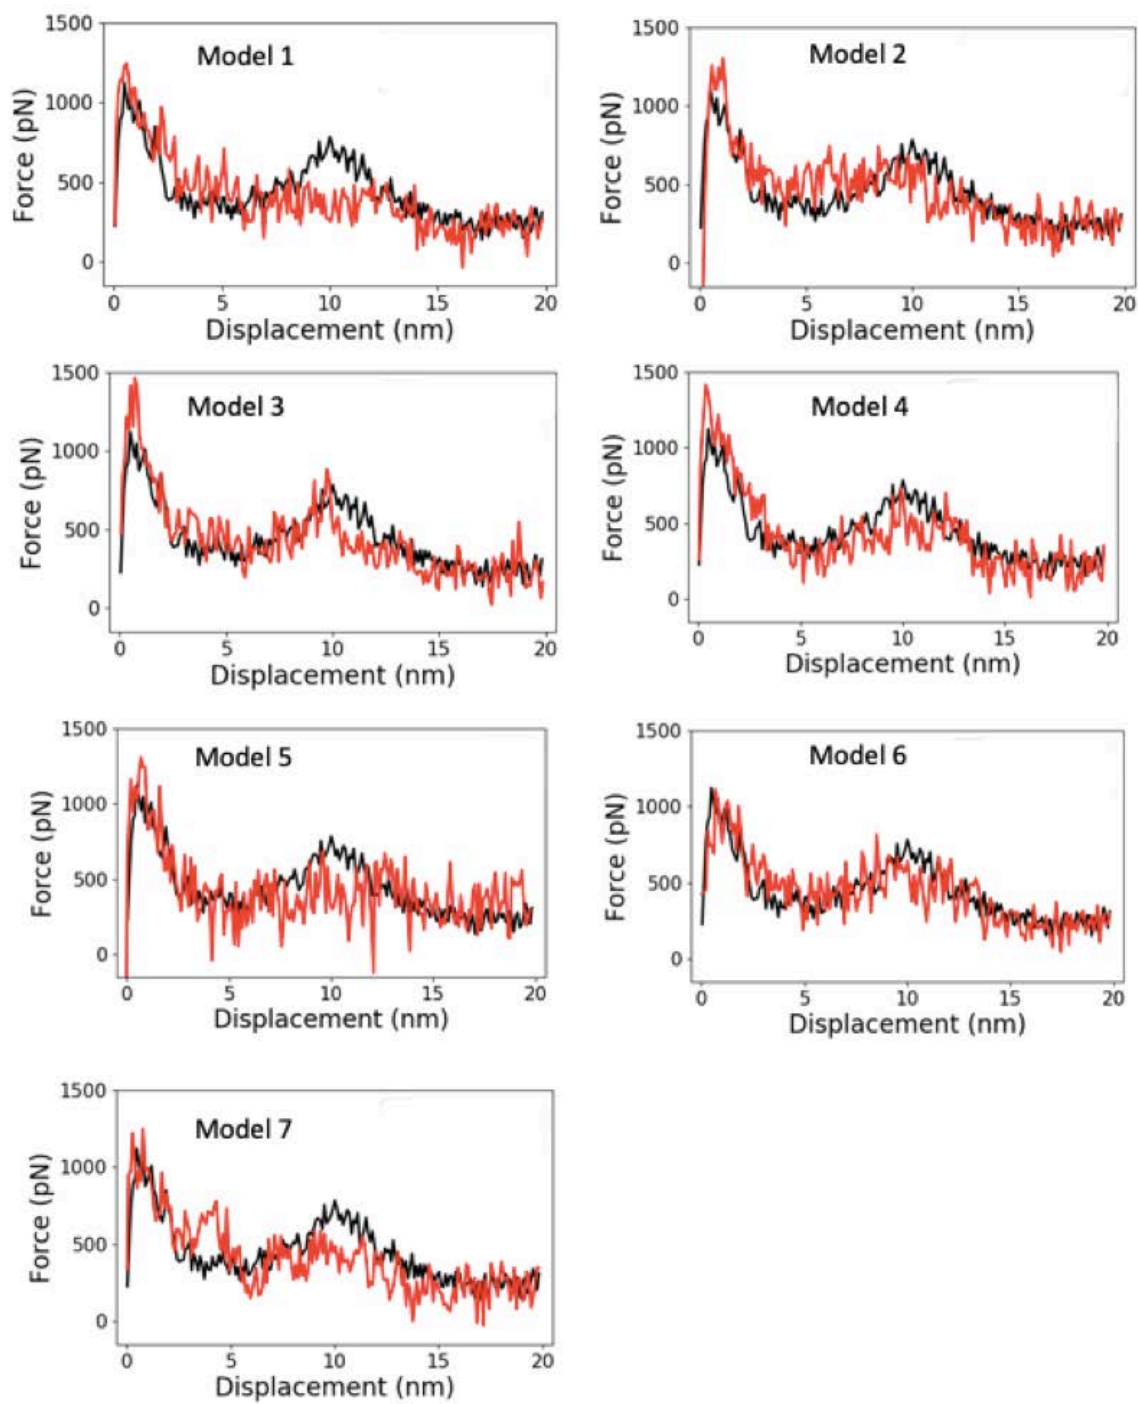 Model 1
Force (pN)
1500
1000
500
0
0 5 10 15 20
Displacement (nm)
Model 2
Force (pN)
1500
1000
500
0
0 5 10 15 20
Displacement (nm)
Model 3
Force (pN)
1500
1000
500
0
0 5 10 15 20
Displacement (nm)
Model 4
Force (pN)
1500
1000
500
0
0 5 10 15 20
Displacement (nm)
Model 5
Force (pN)
1500
1000
500
0
0 5 10 15 20
Displacement (nm)
Model 6
Force (pN)
1500
1000
500
0
0 5 10 15 20
Displacement (nm)
Model 7
Force (pN)
1500
1000
500
0
0 5 10 15 20
Displacement (nm)